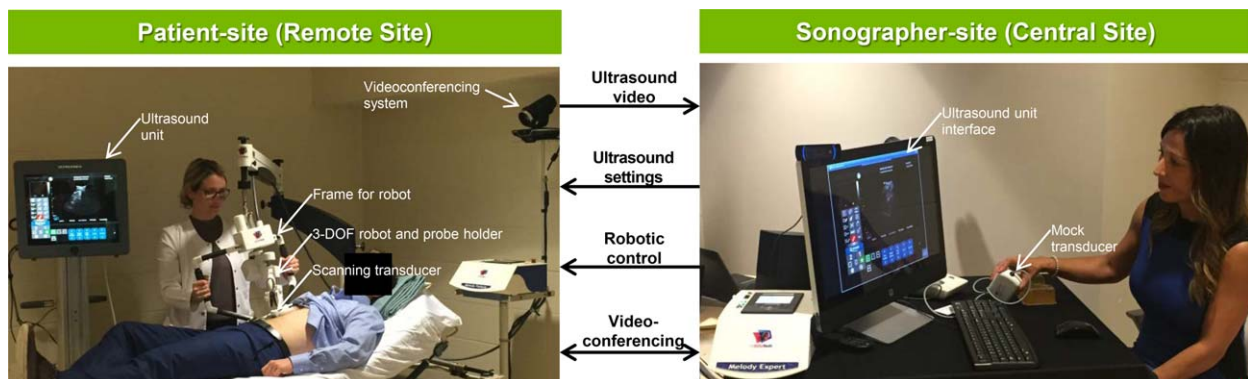 Patient-site (Remote Site)
Sonographer-site (Central Site)
Videoconferencing
system
Ultrasound
unit
Frame for robot
3-DOF robot and probe holder
Scanning transducer
Ultrasound
video
Ultrasound
settings
Robotic
control
Video-
conferencing
Ultrasound unit
interface
Mock
transducer
Melody Expert